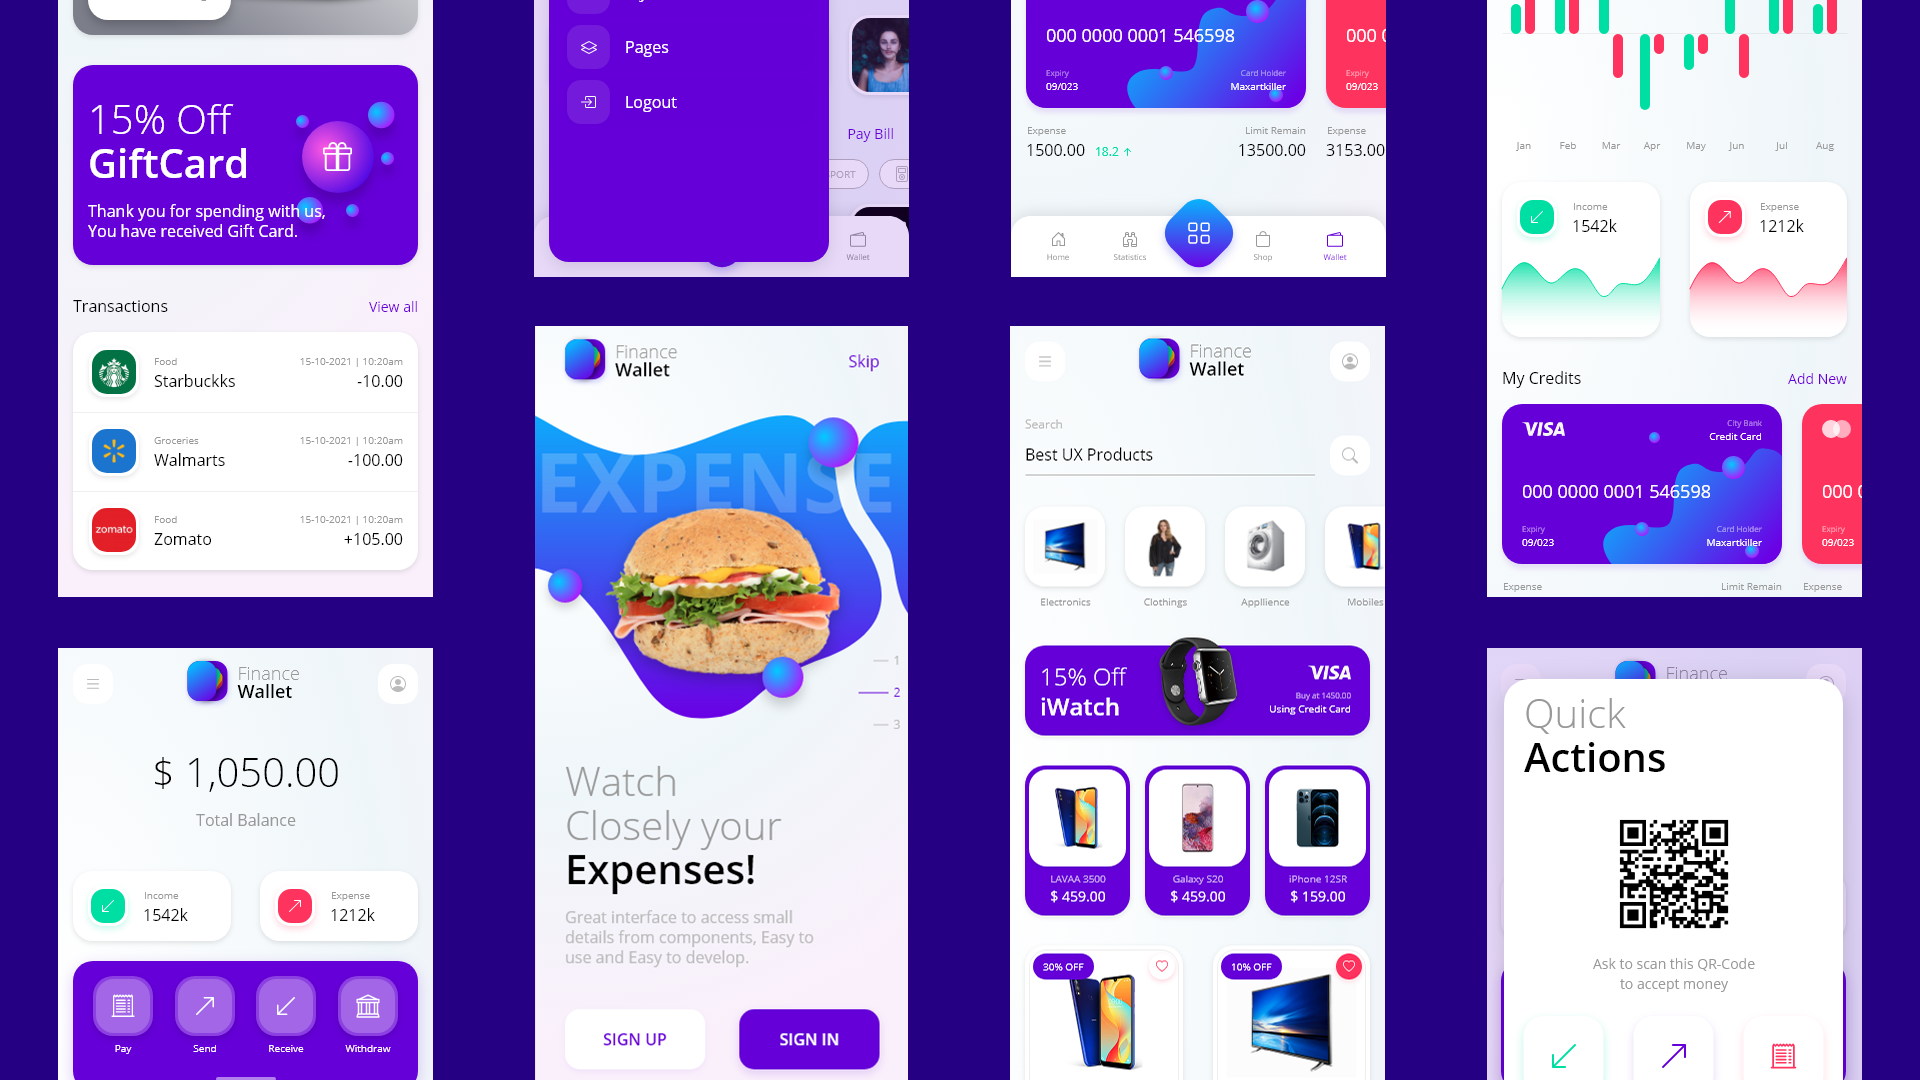 15% Off
GiftCard
Thank you for spending with us,
You have received Gift Card.
Transactions
View all
Food
15-10-2021 | 10:20am
Starbuckks
-10.00
Groceries
15-10-2021 | 10:20am
Walmarts
-100.00
zomato
Food
15-10-2021 | 10:20am
Zomato
+105.00
Finance
Wallet
$ 1,050.00
Total Balance
Income
1542k
Expense
1212k
Pay
Send
Receive
Withdraw
Pages
Logout
Pay Bill
PORT
Wallet
Finance
Wallet
Skip
EXPENSE
1
2
3
Watch
Closely your
Expenses!
Great interface to access small
details from components, Easy to
use and Easy to develop.
SIGN UP
SIGN IN
000 0000 0001 546598
Expiry
09/023
Card Holder
Maxartkiller
000 0
Expiry
09/023
Expense
1500.00
18.2
Limit Remain
13500.00
Expense
3153.00
Home
Statistics
Shop
Wallet
Finance
Wallet
Search
Best UX Products
Electronics
Clothings
Appllience
Mobiles
15% Off
iWatch
VISA
Buy at 1450.00
Using Credit Card
LAVAA 3500
$ 459.00
Galaxy S20
$ 459.00
iPhone 12SR
$ 159.00
30% OFF
10% OFF
Jan
Feb
Mar
Apr
May
Jun
Jul
Aug
Income
1542k
Expense
1212k
My Credits
Add New
VISA
City Bank
Credit Card
000 0000 0001 546598
Expiry
09/023
Card Holder
Maxartkiller
000 0
Expiry
09/023
Expense
Limit Remain
Expense
Finance
Quick
Actions
Ask to scan this QR-Code
to accept money